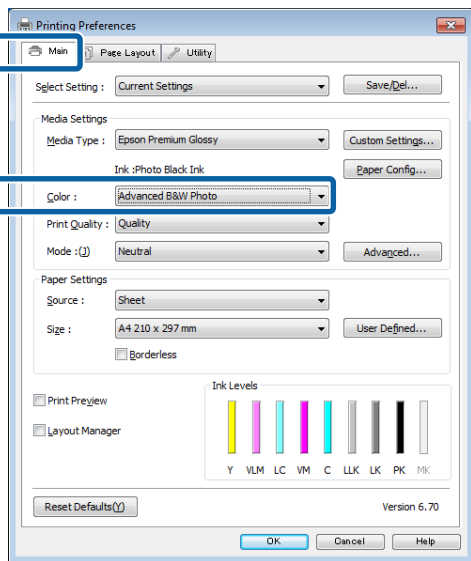 Printing Preferences
Main Page Layout Utility
Select Setting : Current Settings Save/Del...
Media Settings
Media Type : Epson Premium Glossy Custom Settings...
Ink :Photo Black Ink Paper Config...
Color : Advanced B&W Photo
Print Quality : Quality
Mode :(J) Neutral Advanced...
Paper Settings
Source : Sheet
Size : A4 210 x 297 mm User Defined...
Borderless
Ink Levels
Print Preview
Layout Manager
Y VLM LC VM C LLK LK PK MK
Reset Defaults(Y) Version 6.70
OK Cancel Help